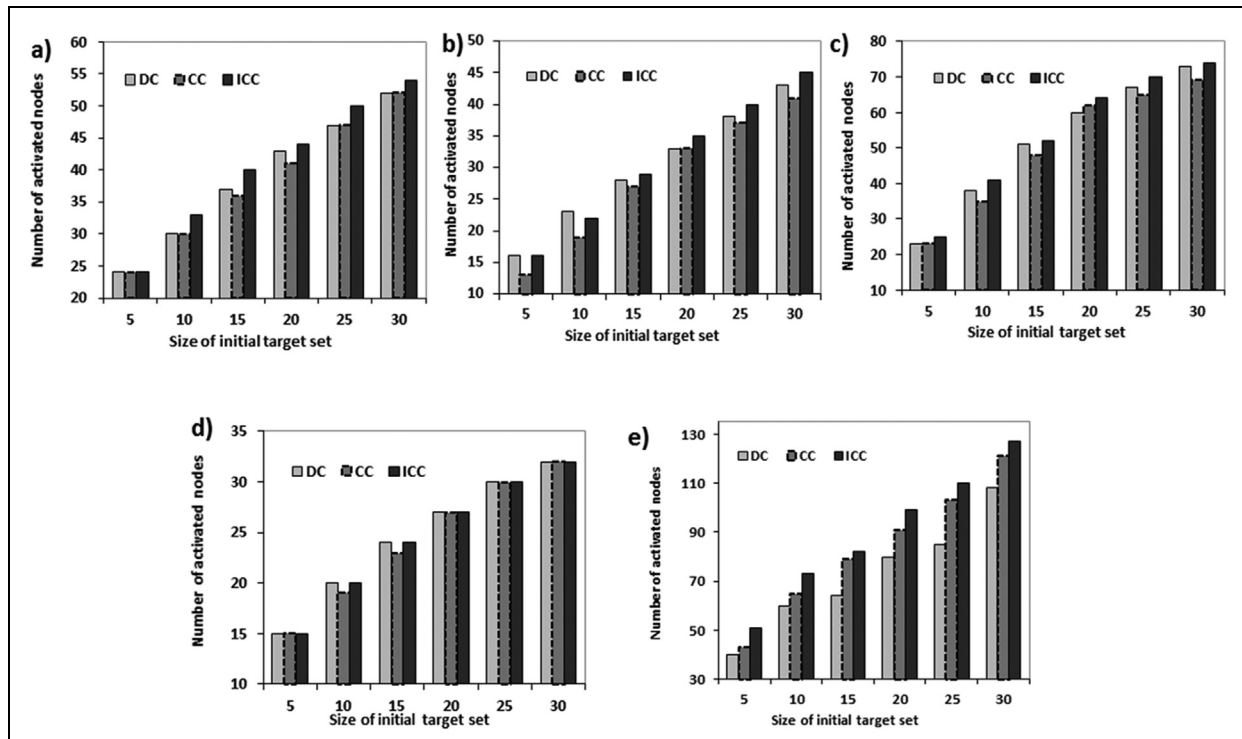 a)
Number of activated nodes
60
55
50
45
40
35
30
25
20
DC CC ICC
5 10 15 20 25 30
Size of initial target set
b)
Number of activated nodes
50
45
40
35
30
25
20
15
10
DC CC ICC
5 10 15 20 25 30
Size of initial target set
c)
Number of activated nodes
80
70
60
50
40
30
20
10
DC CC ICC
5 10 15 20 25 30
Size of initial target set
d)
Number of activated nodes
35
30
25
20
15
10
DC CC ICC
5 10 15 20 25 30
Size of initial target set
e)
Number of activated nodes
130
110
90
70
50
30
DC CC ICC
5 10 15 20 25 30
Size of initial target set